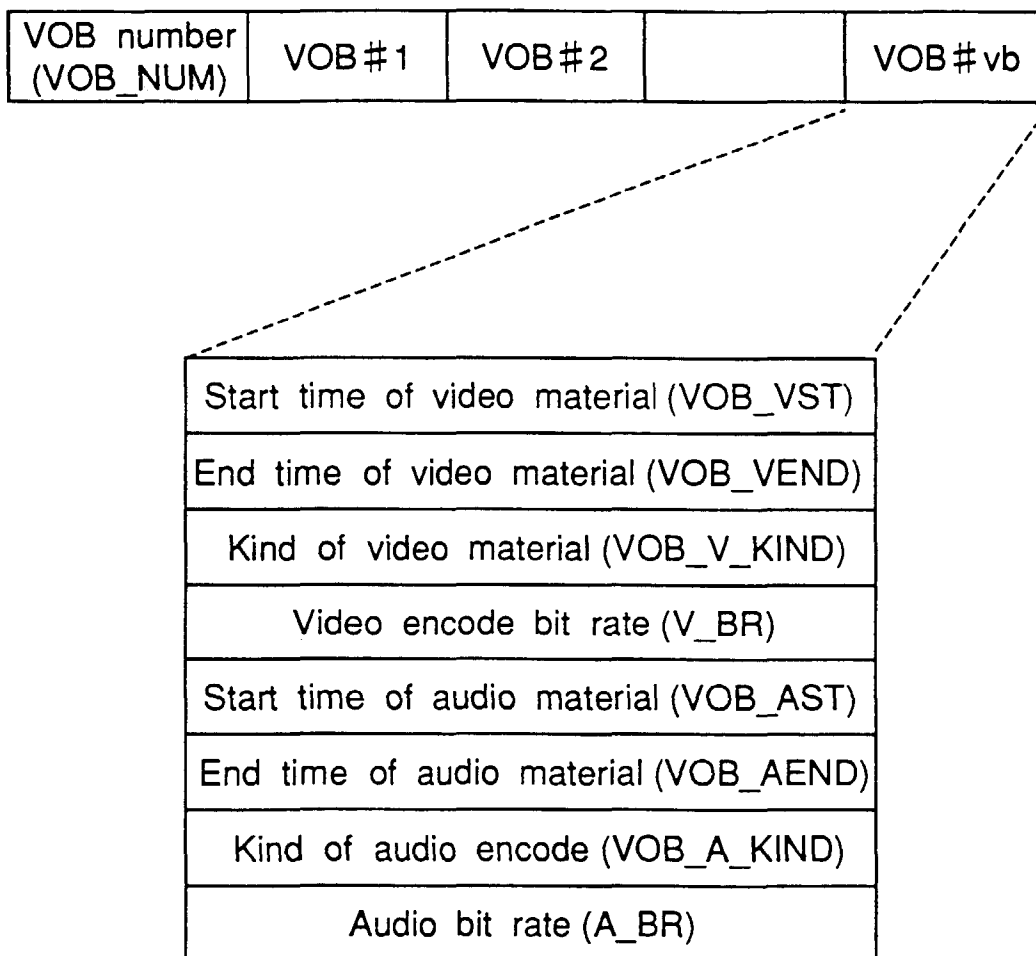 VOB number
(VOB_NUM)
VOB#1
VOB#2
VOB#vb
Start time of video material (VOB_VST)
End time of video material (VOB_VEND)
Kind of video material (VOB_V_KIND)
Video encode bit rate (V_BR)
Start time of audio material (VOB_AST)
End time of audio material (VOB_AEND)
Kind of audio encode (VOB_A_KIND)
Audio bit rate (A_BR)